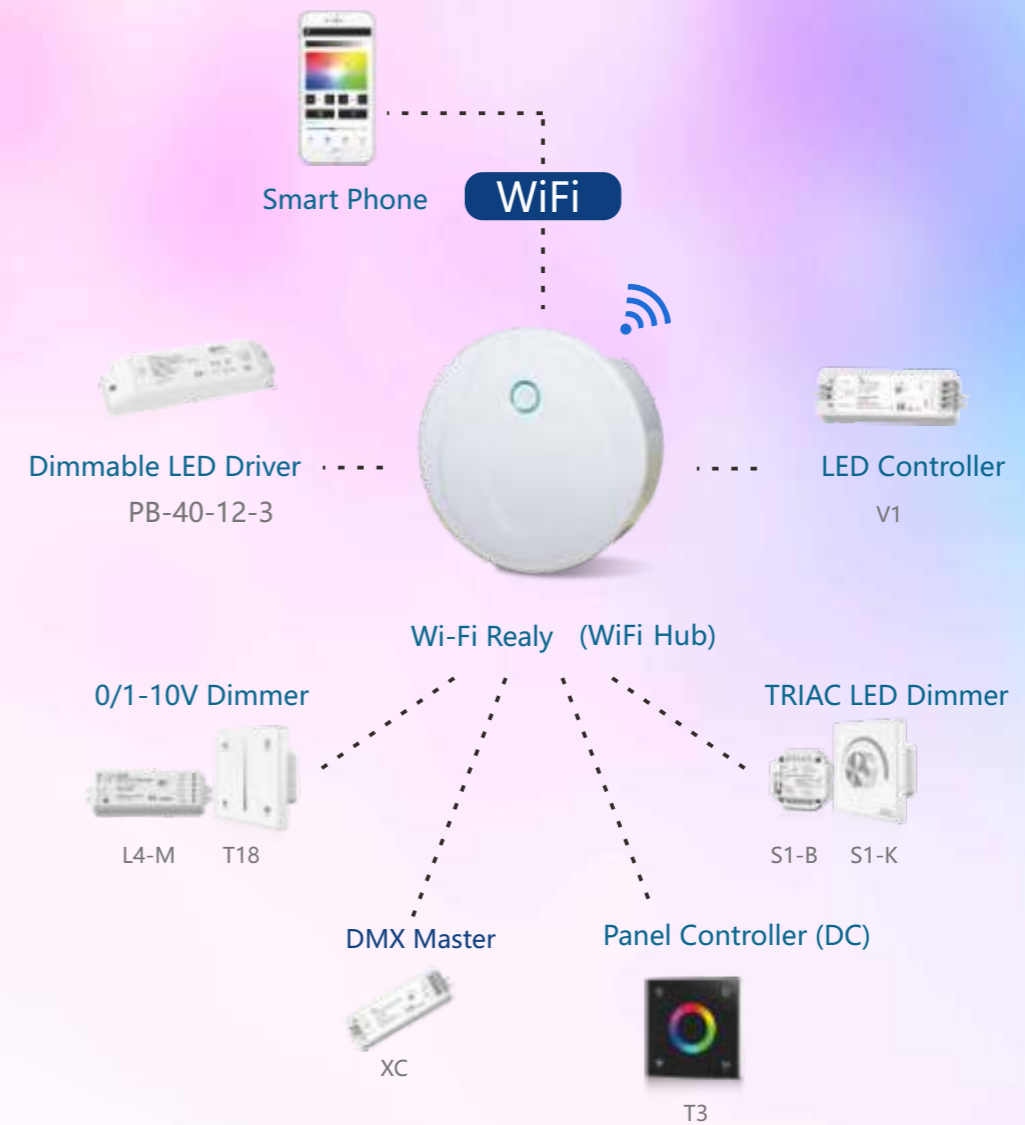 Smart Phone
WiFi
Dimmable LED Driver
PB-40-12-3
LED Controller
V1
Wi-Fi Realy (WiFi Hub)
0/1-10V Dimmer
L4-M T18
TRIAC LED Dimmer
S1-B S1-K
DMX Master
XC
Panel Controller (DC)
T3